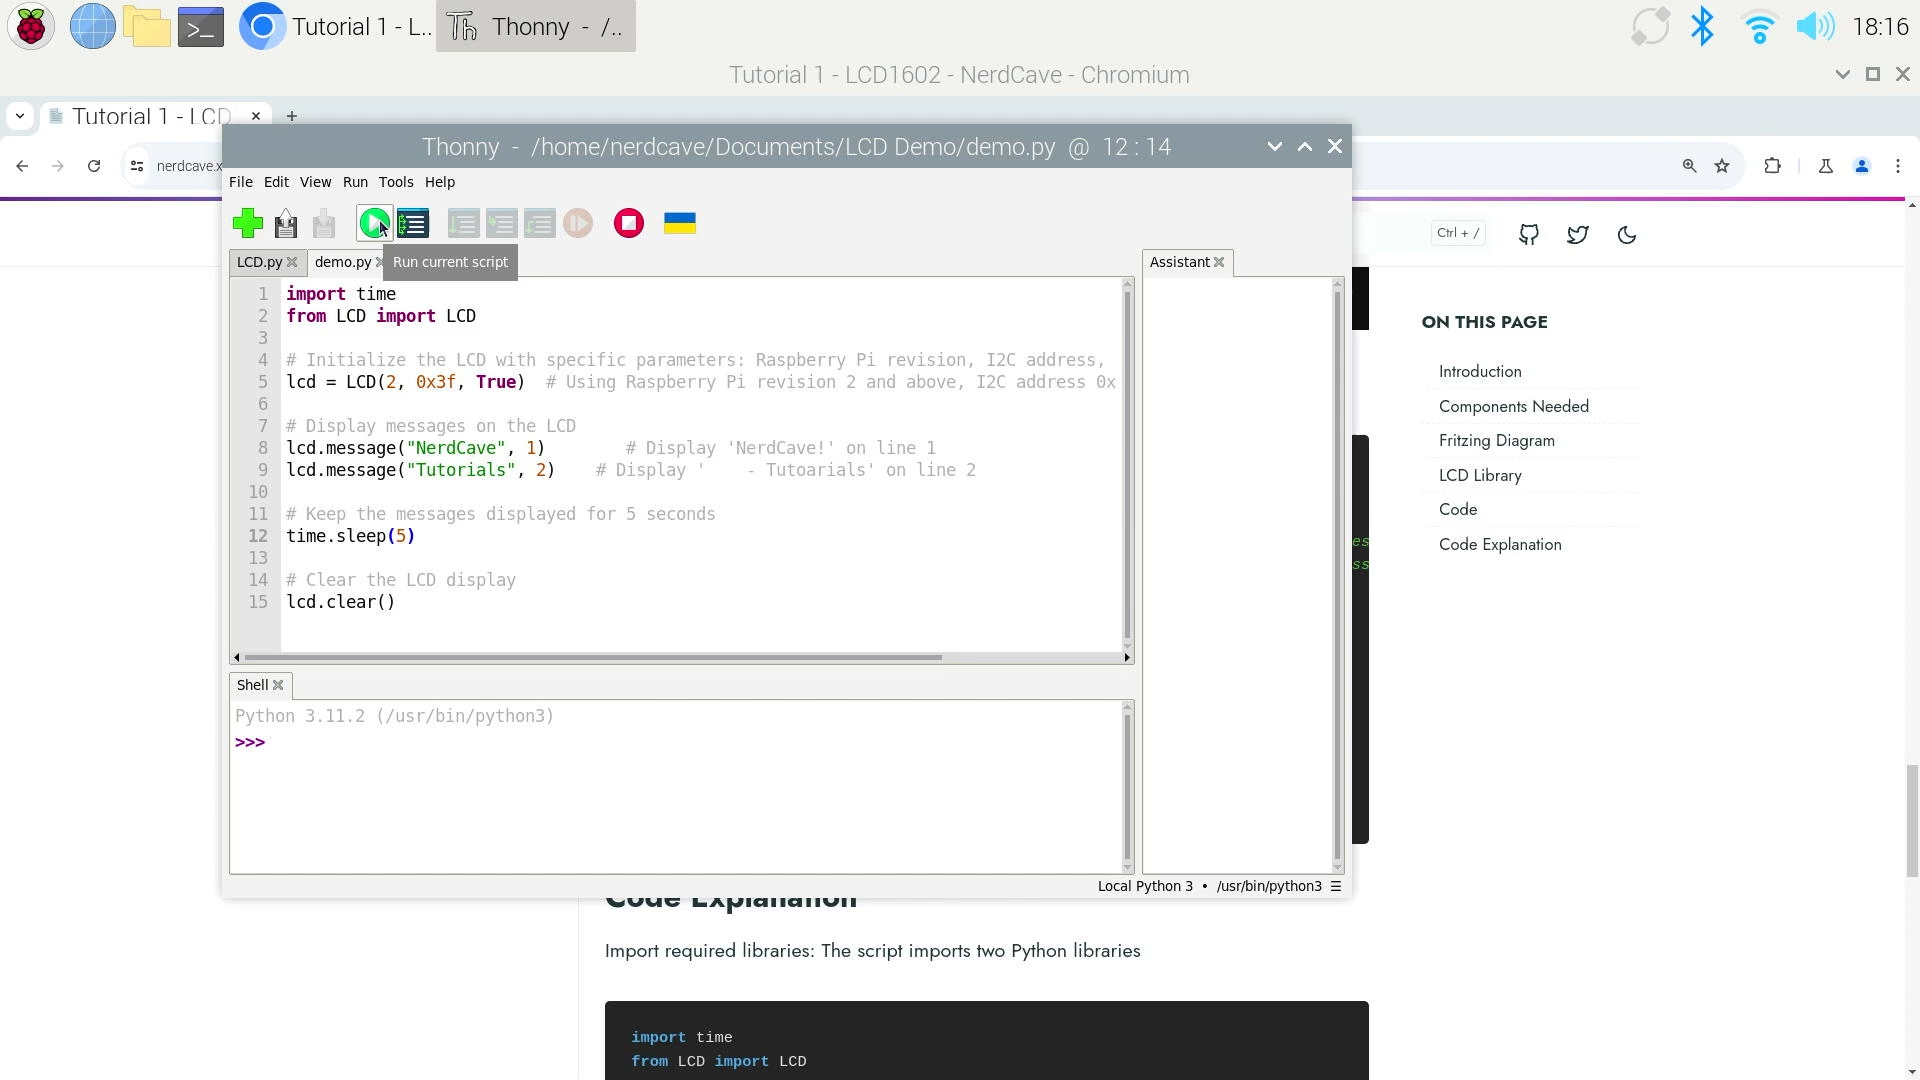 Tutorial 1 - L..
Thonny - /..
18:16
Tutorial 1 - LCD1602 - NerdCave - Chromium
Tutorial 1 - LCD
nerdcave.x
Thonny - /home/nerdcave/Documents/LCD Demo/demo.py @ 12 : 14
File Edit View Run Tools Help
Ctrl + /
LCD.py
demo.py
Run current script
Assistant
1 import time
2 from LCD import LCD
3
4 # Initialize the LCD with specific parameters: Raspberry Pi revision, I2C address,
5 lcd = LCD(2, 0x3f, True)  # Using Raspberry Pi revision 2 and above, I2C address 0x
6
7 # Display messages on the LCD
8 lcd.message("NerdCave", 1)        # Display 'NerdCave!' on line 1
9 lcd.message("Tutorials", 2)    # Display '    - Tutoarials' on line 2
10
11 # Keep the messages displayed for 5 seconds
12 time.sleep(5)
13
14 # Clear the LCD display
15 lcd.clear()
Shell
Python 3.11.2 (/usr/bin/python3)
>>>
Local Python 3 • /usr/bin/python3 ☰
ON THIS PAGE
Introduction
Components Needed
Fritzing Diagram
LCD Library
Code
Code Explanation
es
ss
Code Explanation
Import required libraries: The script imports two Python libraries
import time
from LCD import LCD